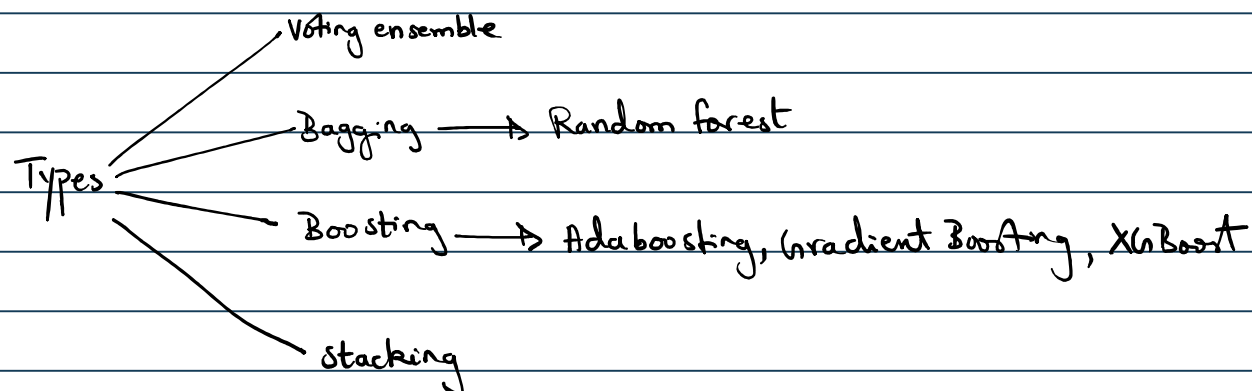 Voting ensemble
Bagging → Random forest
Types
Boosting → Adaboosting, Gradient Boosting, XGBoost
stacking